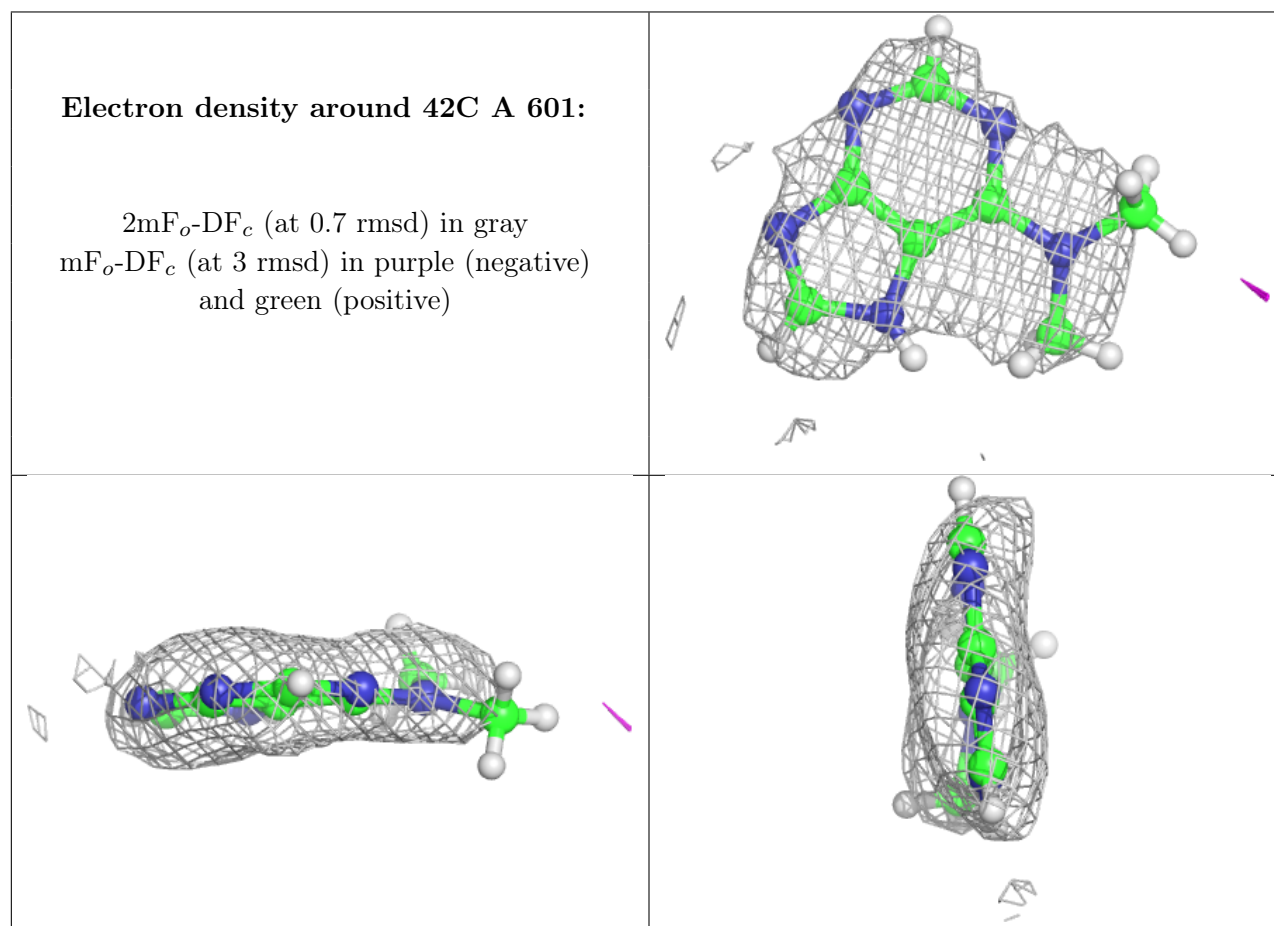 Electron density around 42C A 601:
2mFₒ-DF𝒸 (at 0.7 rmsd) in gray
mFₒ-DF𝒸 (at 3 rmsd) in purple (negative)
and green (positive)